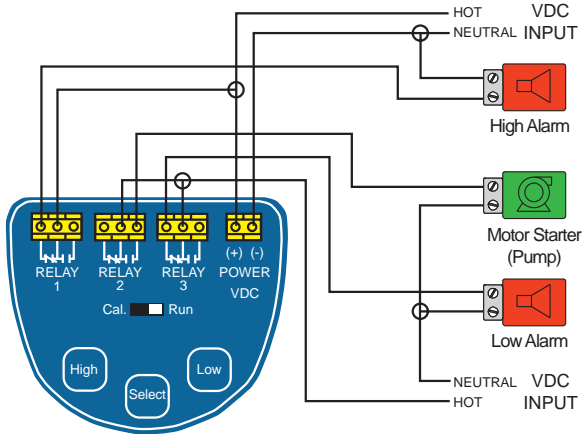 HOT VDC
NEUTRAL INPUT
High Alarm
Motor Starter
(Pump)
(+) (-)
RELAY RELAY RELAY POWER
1 2 3 VDC
Cal. Run
Low Alarm
High Low
Select
NEUTRAL VDC
HOT INPUT